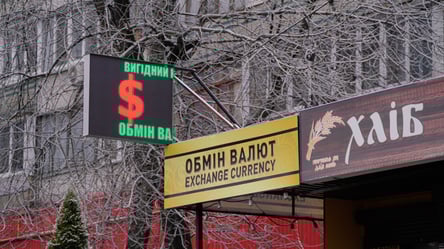 ВИГІДНИЙ
$
ОБМІН ВА
ОБМІН ВАЛЮТ
EXCHANGE CURRENCY
ХЛІБ